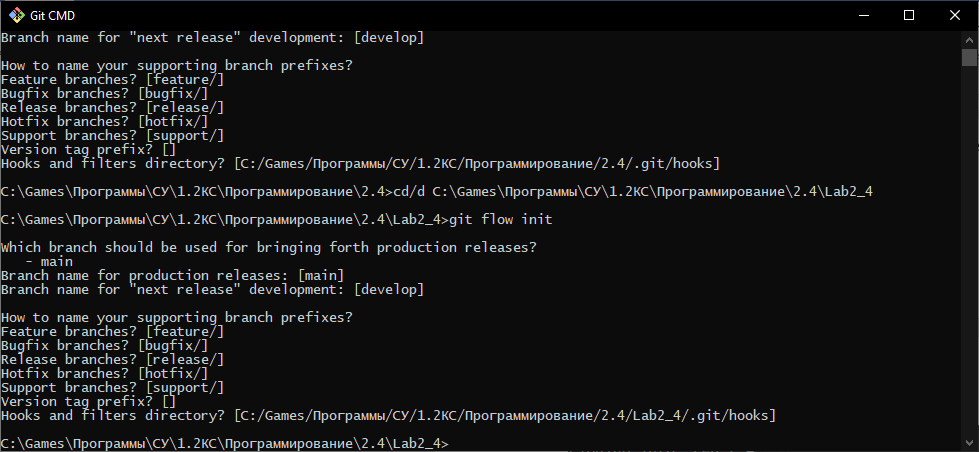 Git CMD
Branch name for "next release" development: [develop]
How to name your supporting branch prefixes?
Feature branches? [feature/]
Bugfix branches? [bugfix/]
Release branches? [release/]
Hotfix branches? [hotfix/]
Support branches? [support/]
Version tag prefix? []
Hooks and filters directory? [C:/Games/Программы/СУ/1.2КС/Программирование/2.4/.git/hooks]
C:\Games\Программы\СУ\1.2КС\Программирование\2.4>cd/d C:\Games\Программы\СУ\1.2КС\Программирование\2.4\Lab2_4
C:\Games\Программы\СУ\1.2КС\Программирование\2.4\Lab2_4>git flow init
Which branch should be used for bringing forth production releases?
   - main
Branch name for production releases: [main]
Branch name for "next release" development: [develop]
How to name your supporting branch prefixes?
Feature branches? [feature/]
Bugfix branches? [bugfix/]
Release branches? [release/]
Hotfix branches? [hotfix/]
Support branches? [support/]
Version tag prefix? []
Hooks and filters directory? [C:/Games/Программы/СУ/1.2КС/Программирование/2.4/Lab2_4/.git/hooks]
C:\Games\Программы\СУ\1.2КС\Программирование\2.4\Lab2_4>